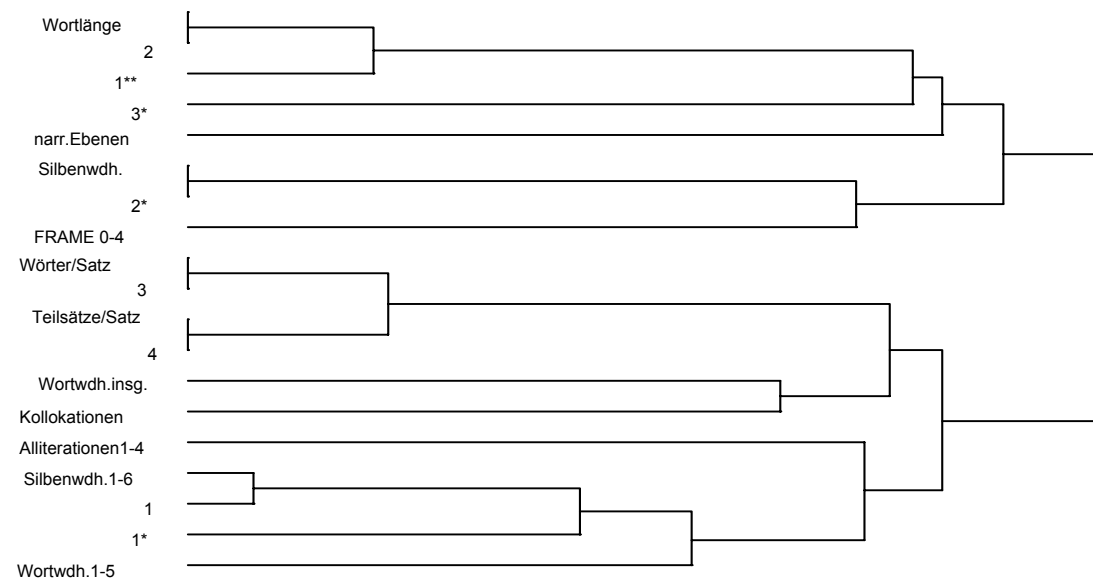 Wortlänge
2
1**
3*
narr.Ebenen
Silbenwdh.
2*
FRAME 0-4
Wörter/Satz
3
Teilsätze/Satz
4
Wortwdh.insg.
Kollokationen
Alliterationen1-4
Silbenwdh.1-6
1
1*
Wortwdh.1-5